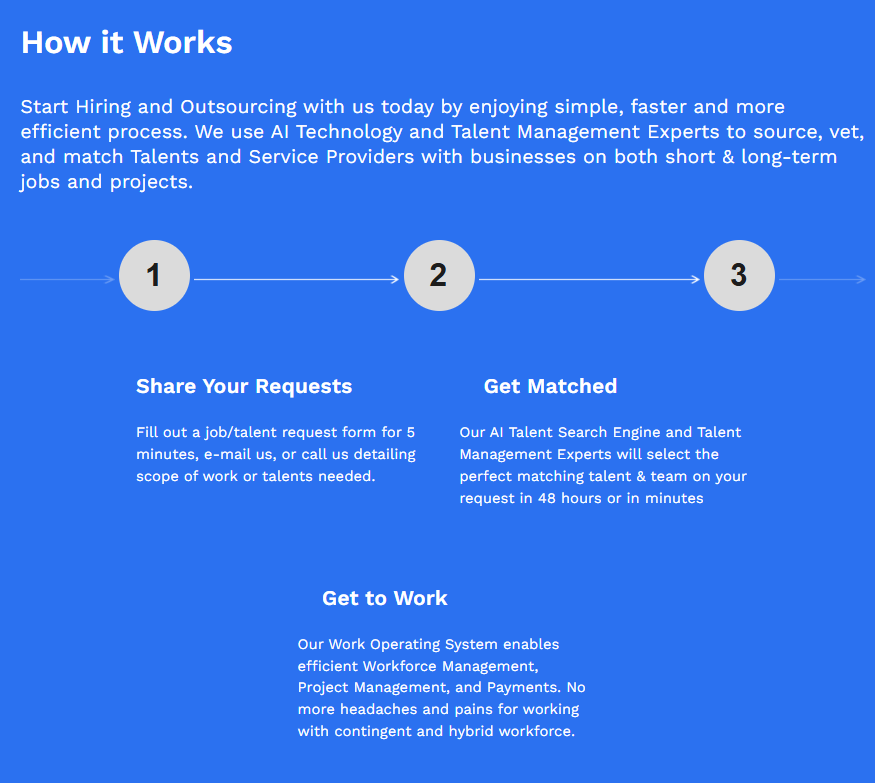 How it Works
Start Hiring and Outsourcing with us today by enjoying simple, faster and more
efficient process. We use AI Technology and Talent Management Experts to source, vet,
and match Talents and Service Providers with businesses on both short & long-term
jobs and projects.
1
2
3
Share Your Requests
Fill out a job/talent request form for 5
minutes, e-mail us, or call us detailing
scope of work or talents needed.
Get Matched
Our AI Talent Search Engine and Talent
Management Experts will select the
perfect matching talent & team on your
request in 48 hours or in minutes
Get to Work
Our Work Operating System enables
efficient Workforce Management,
Project Management, and Payments. No
more headaches and pains for working
with contingent and hybrid workforce.